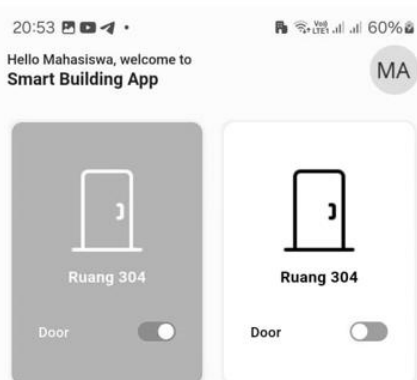 20:53 60%
Hello Mahasiswa, welcome to
Smart Building App
MA
Ruang 304 Ruang 304
Door Door